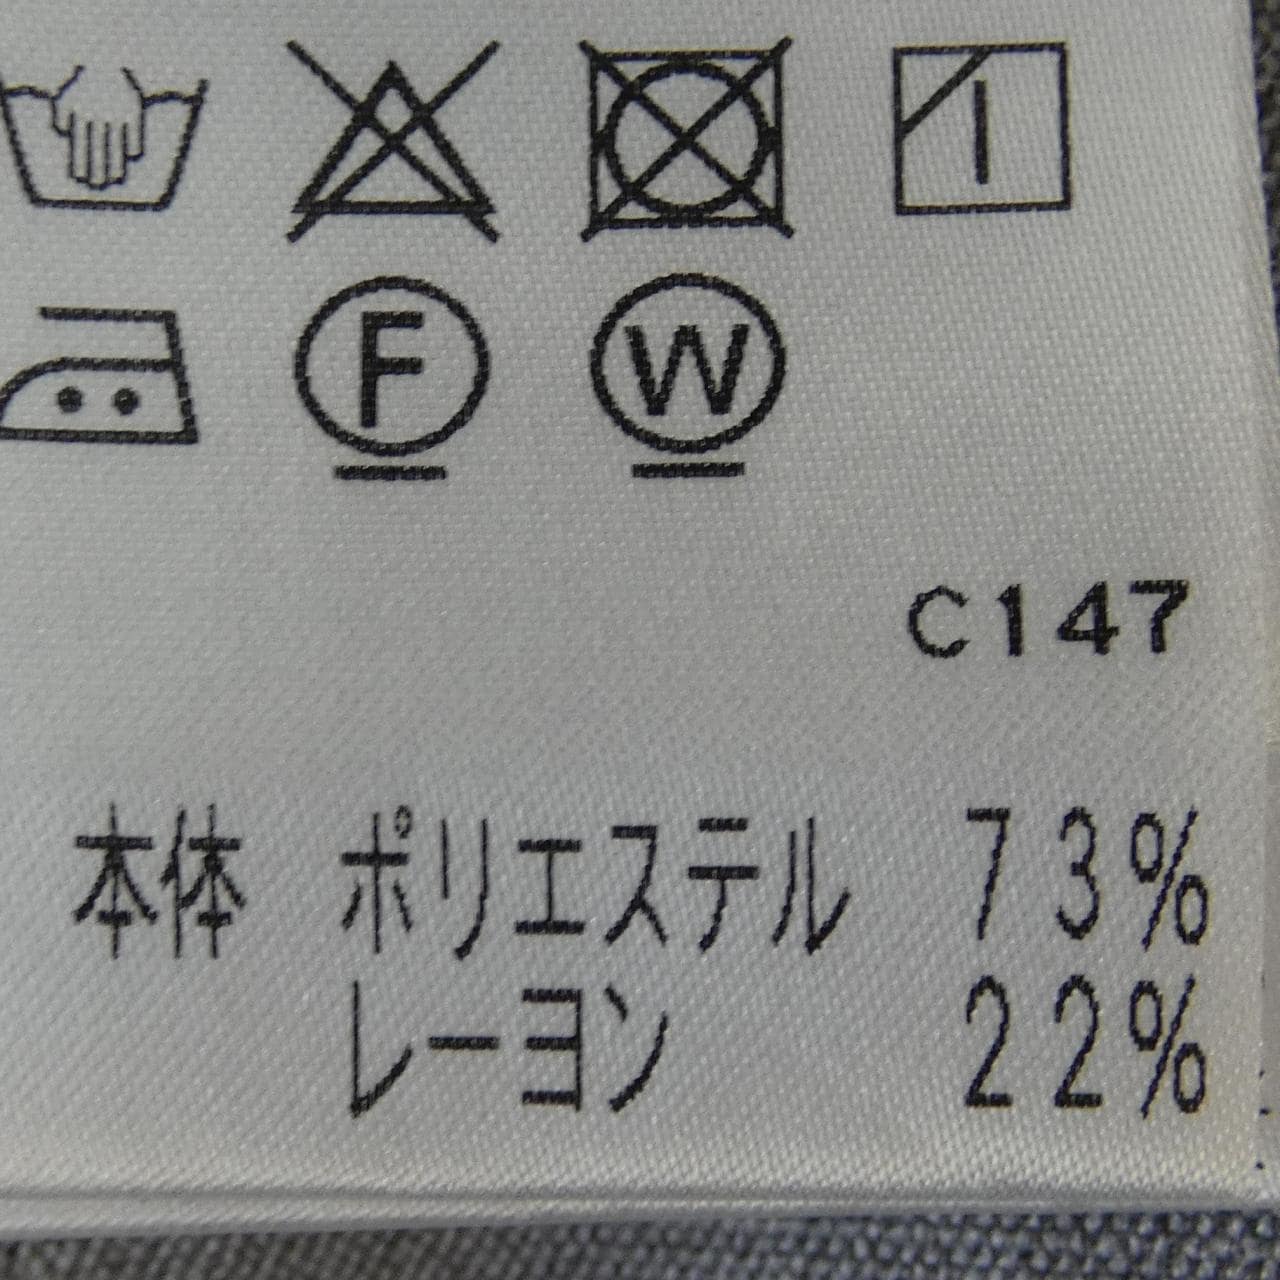 F W
C147
本体 ポリエステル 73%
レーヨン 22%